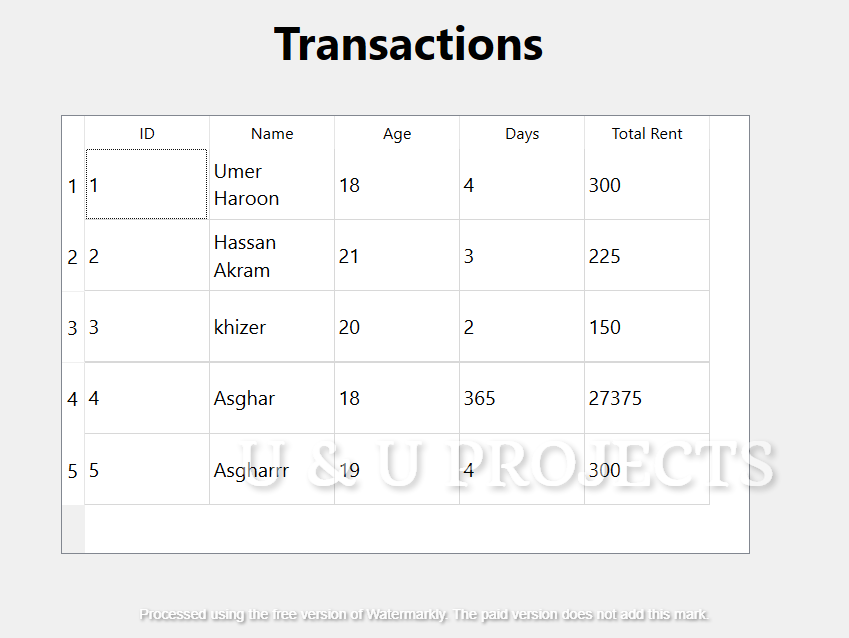 Transactions
ID Name Age Days Total Rent
1 1 Umer Haroon 18 4 300
2 2 Hassan Akram 21 3 225
3 3 khizer 20 2 150
4 4 Asghar 18 365 27375
5 5 Asgharrr 19 4 300
U & U PROJECTS
Processed using the free version of Watermarkly. The paid version does not add this mark.